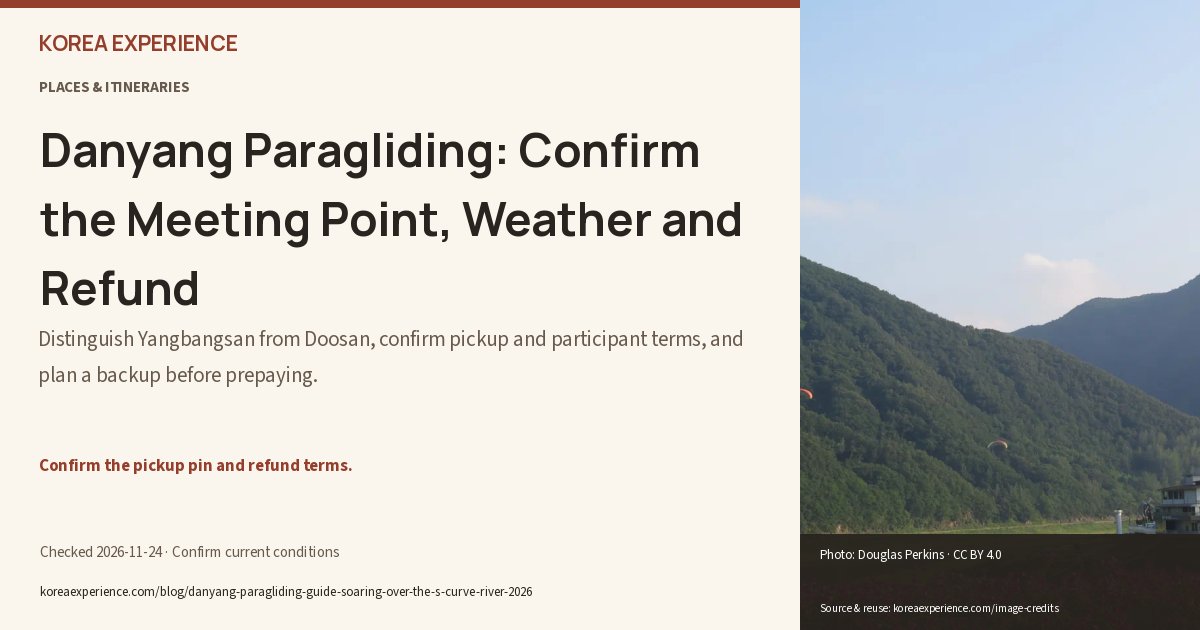 KOREA EXPERIENCE
PLACES & ITINERARIES
Danyang Paragliding: Confirm
the Meeting Point, Weather and
Refund
Distinguish Yangbangsan from Doosan, confirm pickup and participant terms, and
plan a backup before prepaying.
Confirm the pickup pin and refund terms.
Checked 2026-11-24 · Confirm current conditions
koreaexperience.com/blog/danyang-paragliding-guide-soaring-over-the-s-curve-river-2026
Photo: Douglas Perkins · CC BY 4.0
Source & reuse: koreaexperience.com/image-credits